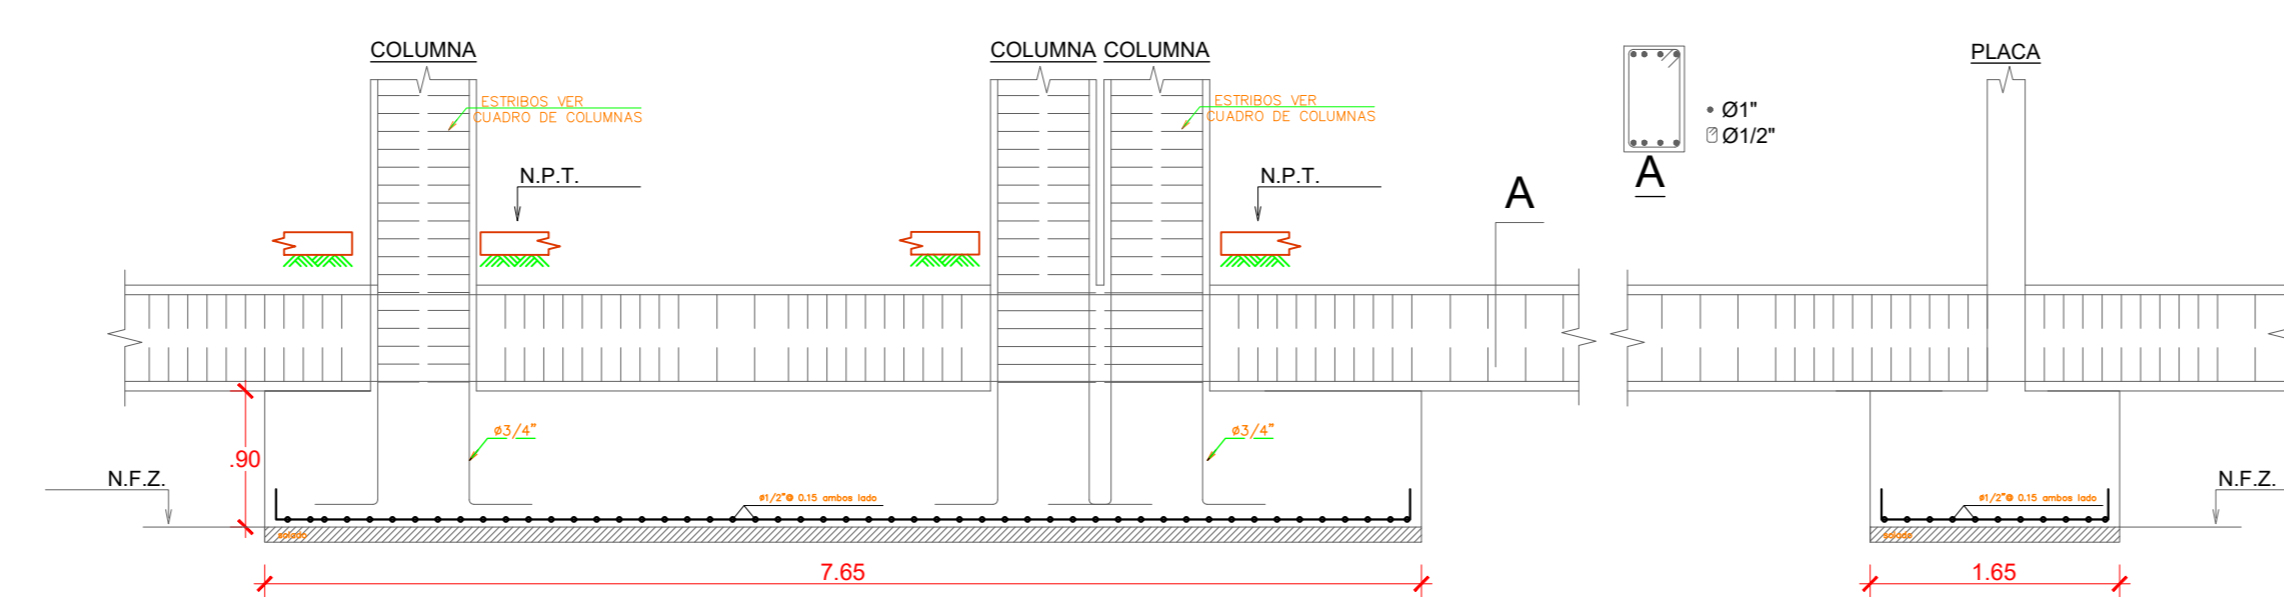 COLUMNA
COLUMNA COLUMNA
PLACA
ESTRIBOS VER
CUADRO DE COLUMNAS
ESTRIBOS VER
CUADRO DE COLUMNAS
Ø1"
Ø1/2"
A
N.P.T.
N.P.T.
A
ø3/4"
ø3/4"
.90
N.F.Z.
ø1/2"@ 0.15 ambos lado
solado
7.65
N.F.Z.
ø1/2"@ 0.15 ambos lado
solado
1.65